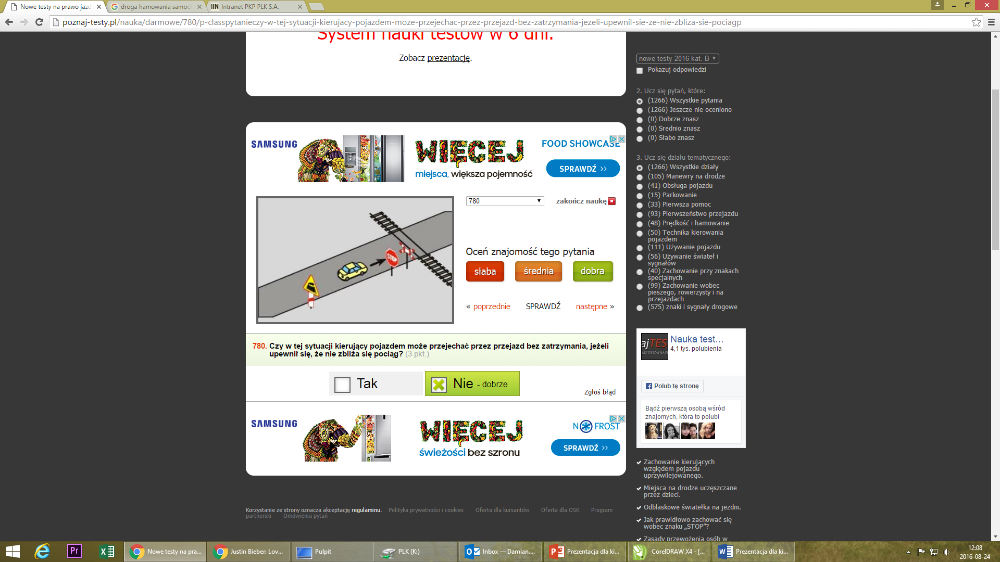 Nowe testy na prawo jazd
droga hamowania samoch
Intranet PKP PLK S.A.
poznaj-testy.pl/nauka/darmowe/780/p-classpytanieczy-w-tej-sytuacji-kierujacy-pojazdem-moze-przejechac-przez-przejazd-bez-zatrzymania-jezeli-upewnil-sie-ze-nie-zbliza-sie-pociagp
System nauki testów w 6 dni.
Zobacz prezentację.
nowe testy 2016 kat. B
Pokazuj odpowiedzi
2. Ucz się pytań, które:
(1266) Wszystkie pytania
(1266) Jeszcze nie oceniono
(0) Dobrze znasz
(0) Średnio znasz
(0) Słabo znasz
3. Ucz się działu tematycznego:
(1266) Wszystkie działy
(105) Manewry na drodze
(41) Obsługa pojazdu
(15) Parkowanie
(33) Pierwsza pomoc
(93) Pierwszeństwo przejazdu
(48) Prędkość i hamowanie
(50) Technika kierowania
pojazdem
(111) Używanie pojazdu
(56) Używanie świateł i
sygnałów
(40) Zachowanie przy znakach
specjalnych
(99) Zachowanie wobec
pieszego, rowerzysty i na
przejazdach
(575) znaki i sygnały drogowe
SAMSUNG
WIĘCEJ
miejsca, większa pojemność
FOOD SHOWCASE
SPRAWDŹ >>
780
zakończ naukę
STOP
Oceń znajomość tego pytania
słaba
średnia
dobra
« poprzednie
SPRAWDŹ
następne »
780. Czy w tej sytuacji kierujący pojazdem może przejechać przez przejazd bez zatrzymania, jeżeli
upewnił się, że nie zbliża się pociąg? (3 pkt.)
Tak
Nie - dobrze
Zgłoś błąd
SAMSUNG
WIĘCEJ
świeżości bez szronu
NO FROST
SPRAWDŹ >>
ajTES
Nauka test...
4,1 tys. polubienia
Polub tę stronę
Bądź pierwszą osobą wśród
znajomych, która to polubi
Zachowanie kierujących
względem pojazdu
uprzywilejowanego.
Miejsca na drodze uczęszczane
przez dzieci.
Odblaskowe światełka na jezdni.
Jak prawidłowo zachować się
wobec znaku „STOP”?
Zasady przewożenia osób w
Korzystanie ze strony oznacza akceptację regulaminu. Polityka prywatności i cookies Oferta dla kursantów Oferta dla OSK Program
partnerski Omówienia pytań
Pr
Nowe testy na pra...
Justin Bieber: Lov...
Pulpit
PLK (K:)
Inbox — Damian....
Prezentacja dla ki...
CorelDRAW X4 - [...
Prezentacja dla ki...
12:08
2016-08-24